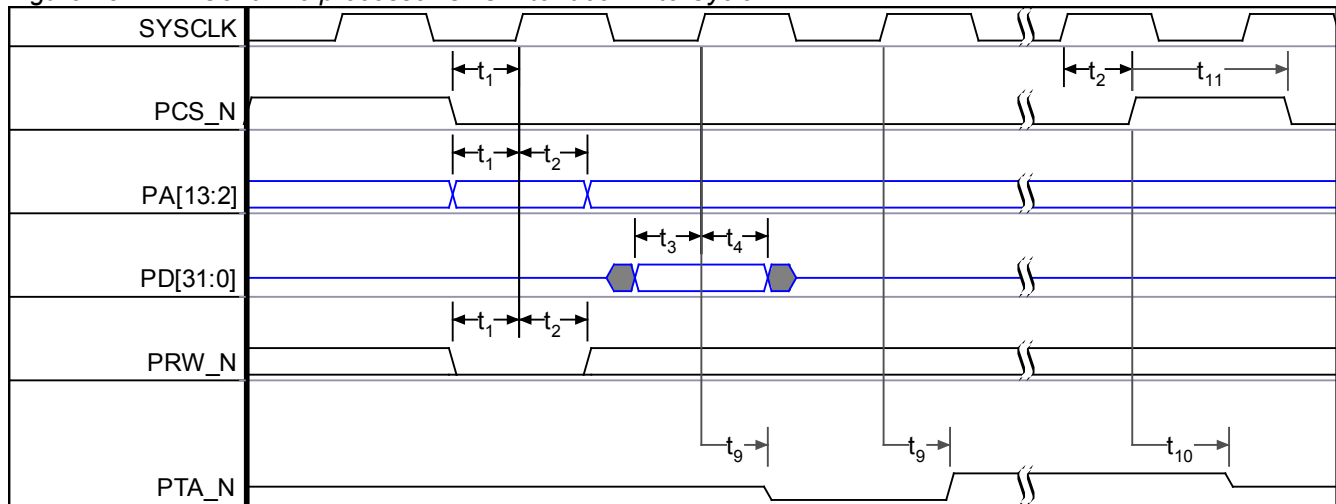 SYSCLK
t1
t2
t11
PCS_N
t1
t2
PA[13:2]
t3
t4
PD[31:0]
t1
t2
PRW_N
t9
t9
t10
PTA_N